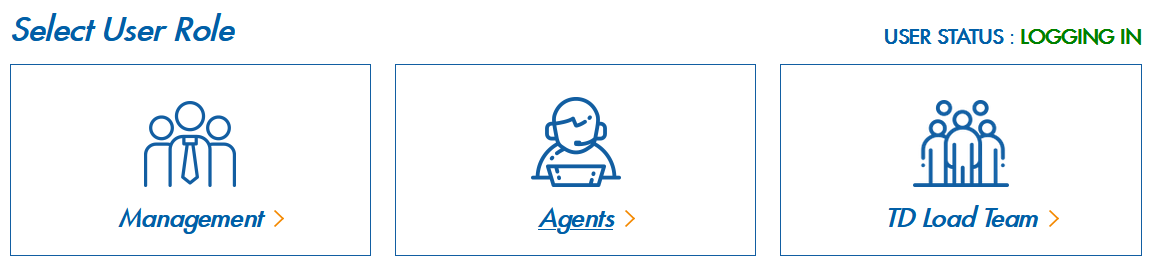 Select User Role
USER STATUS : LOGGING IN
Management
Agents
TD Load Team